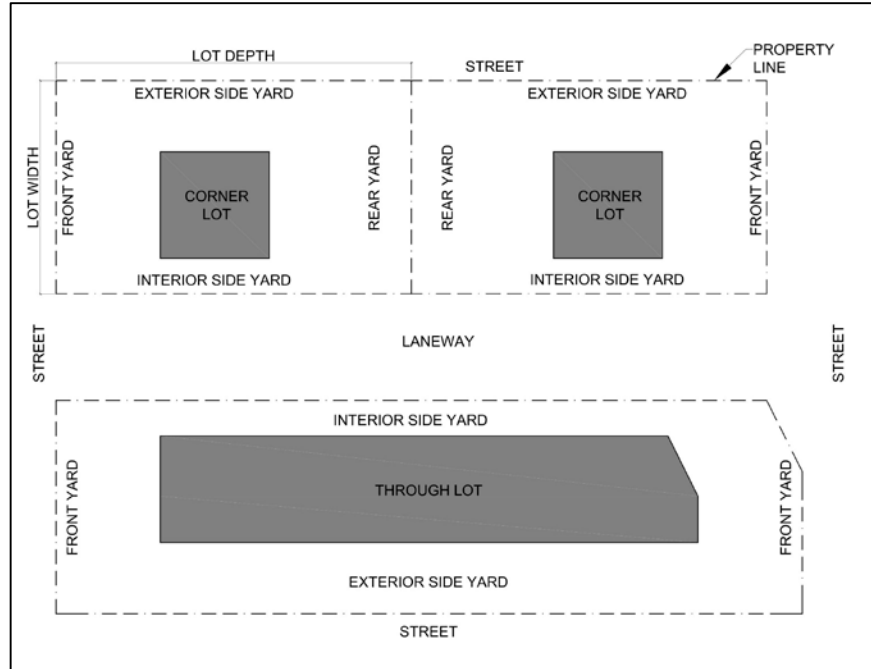 LOT DEPTH
STREET
PROPERTY
LINE
EXTERIOR SIDE YARD
EXTERIOR SIDE YARD
LOT WIDTH
FRONT YARD
CORNER
LOT
REAR YARD
REAR YARD
CORNER
LOT
FRONT YARD
INTERIOR SIDE YARD
INTERIOR SIDE YARD
STREET
LANEWAY
STREET
INTERIOR SIDE YARD
FRONT YARD
THROUGH LOT
FRONT YARD
EXTERIOR SIDE YARD
STREET